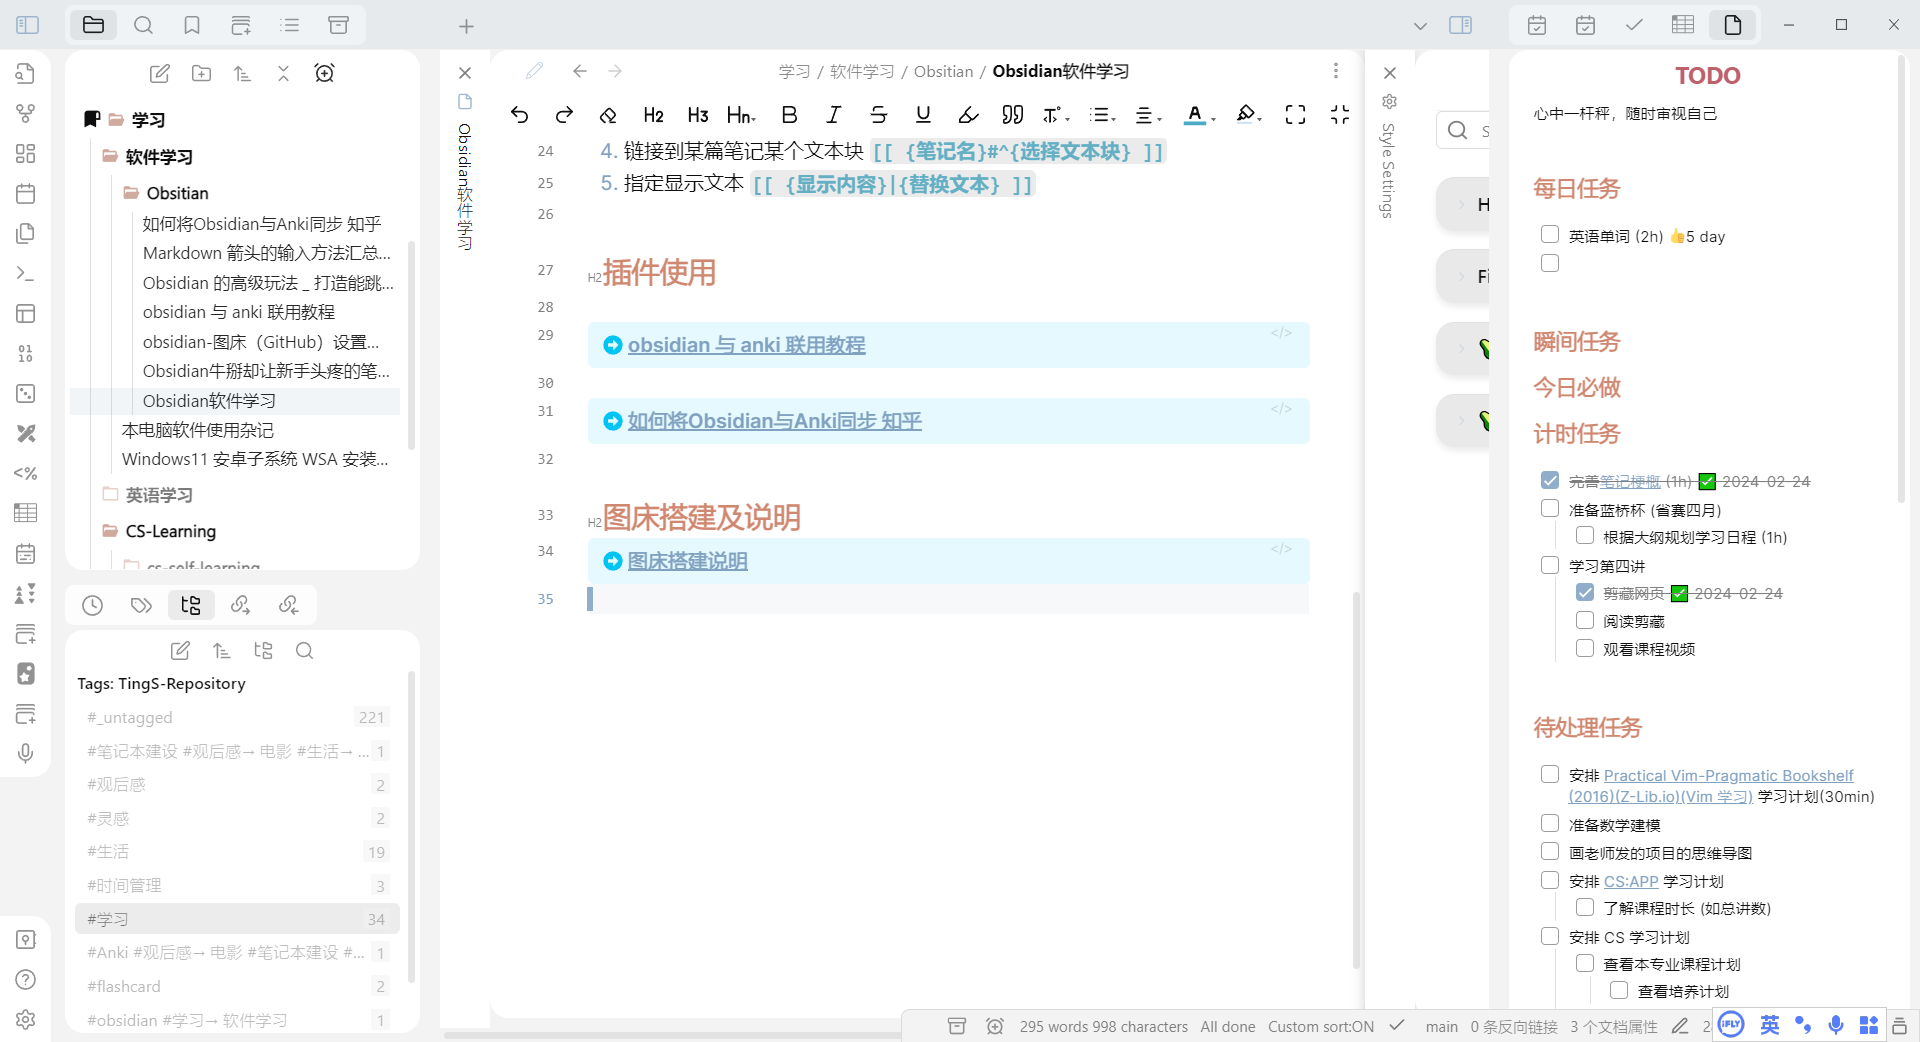 学习
软件学习
Obsitian
如何将Obsidian与Anki同步 知乎
Markdown 箭头的输入方法汇总...
Obsidian 的高级玩法 _ 打造能跳...
obsidian 与 anki 联用教程
obsidian-图床（GitHub）设置...
Obsidian牛掰却让新手头疼的笔...
Obsidian软件学习
本电脑软件使用杂记
Windows11 安卓子系统 WSA 安装...
英语学习
CS-Learning
cs-self-learning
Tags: TingS-Repository
#_untagged 221
#笔记本建设 #观后感→ 电影 #生活→ ... 1
#观后感 2
#灵感 2
#生活 19
#时间管理 3
#学习 34
#Anki #观后感→ 电影 #笔记本建设 #... 1
#flashcard 2
#obsidian #学习→ 软件学习 1
Obsidian软件学习
学习 / 软件学习 / Obsitian / Obsidian软件学习
H2 H3 Hn B I S U A
24 4. 链接到某篇笔记某个文本块 [[ {笔记名}#^{选择文本块} ]]
25 5. 指定显示文本 [[ {显示内容}|{替换文本} ]]
26
27 H2 插件使用
28
29 obsidian 与 anki 联用教程 </>
30
31 如何将Obsidian与Anki同步 知乎 </>
32
33 H2 图床搭建及说明
34 图床搭建说明 </>
35
Style Settings
S
H
Fi
TODO
心中一杆秤，随时审视自己
每日任务
英语单词 (2h) 👍5 day
瞬间任务
今日必做
计时任务
完善笔记梗概 (1h) ✅ 2024-02-24
准备蓝桥杯 (省赛四月)
根据大纲规划学习日程 (1h)
学习第四讲
剪藏网页 ✅ 2024-02-24
阅读剪藏
观看课程视频
待处理任务
安排 Practical Vim-Pragmatic Bookshelf
(2016)(Z-Lib.io)(Vim 学习) 学习计划(30min)
准备数学建模
画老师发的项目的思维导图
安排 CS:APP 学习计划
了解课程时长 (如总讲数)
安排 CS 学习计划
查看本专业课程计划
查看培养计划
295 words 998 characters All done Custom sort:ON main 0 条反向链接 3 个文档属性 2
iFLY 英